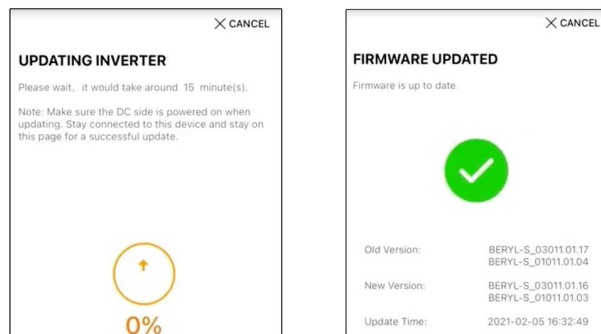 CANCEL
UPDATING INVERTER
Please wait, it would take around 15 minute(s).
Note: Make sure the DC side is powered on when
updating. Stay connected to this device and stay on
this page for a successful update.
0%
CANCEL
FIRMWARE UPDATED
Firmware is up to date.
Old Version: BERYL-S_03011.01.17
BERYL-S_01011.01.04
New Version: BERYL-S_03011.01.16
BERYL-S_01011.01.03
Update Time: 2021-02-05 16:32:49